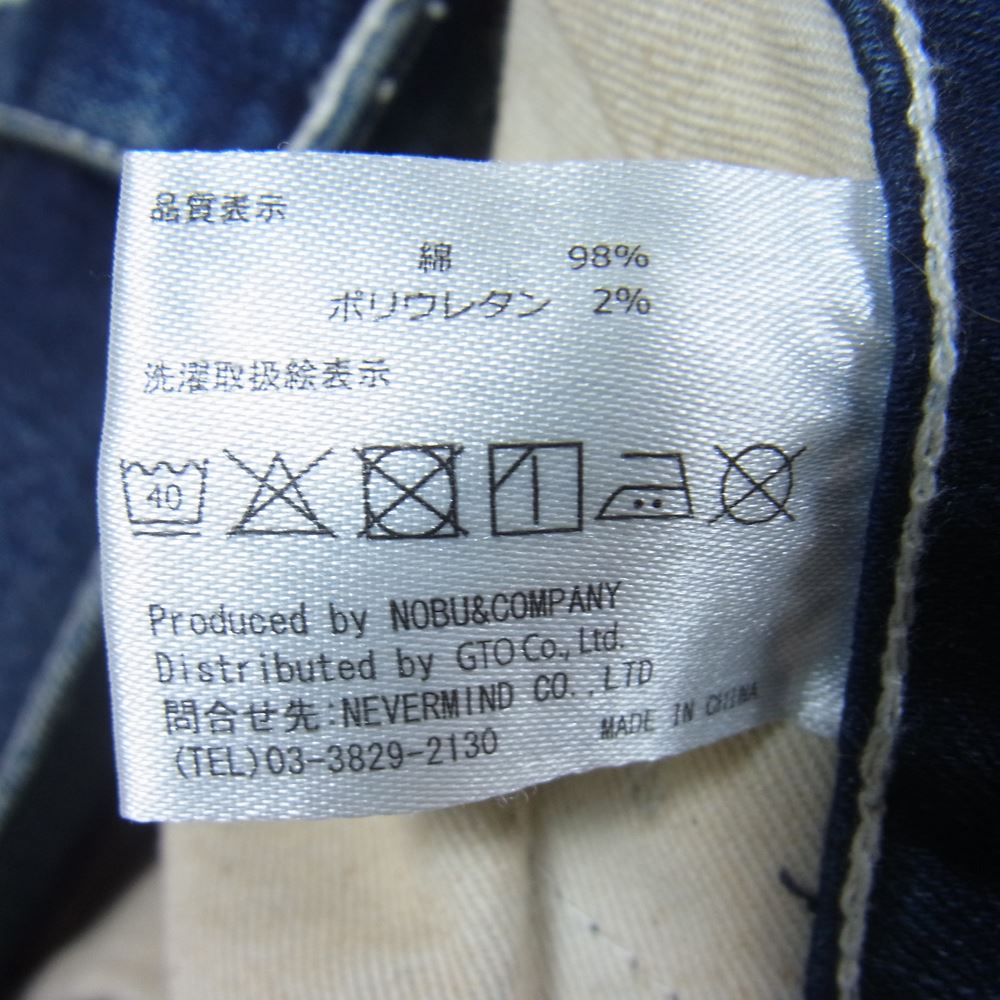 品質表示
綿 98%
ポリウレタン 2%
洗濯取扱絵表示
40
Produced by NOBU&COMPANY
Distributed by GTO Co., Ltd.
問合せ先:NEVERMIND CO.,LTD
(TEL)03-3829-2130 MADE IN CHINA